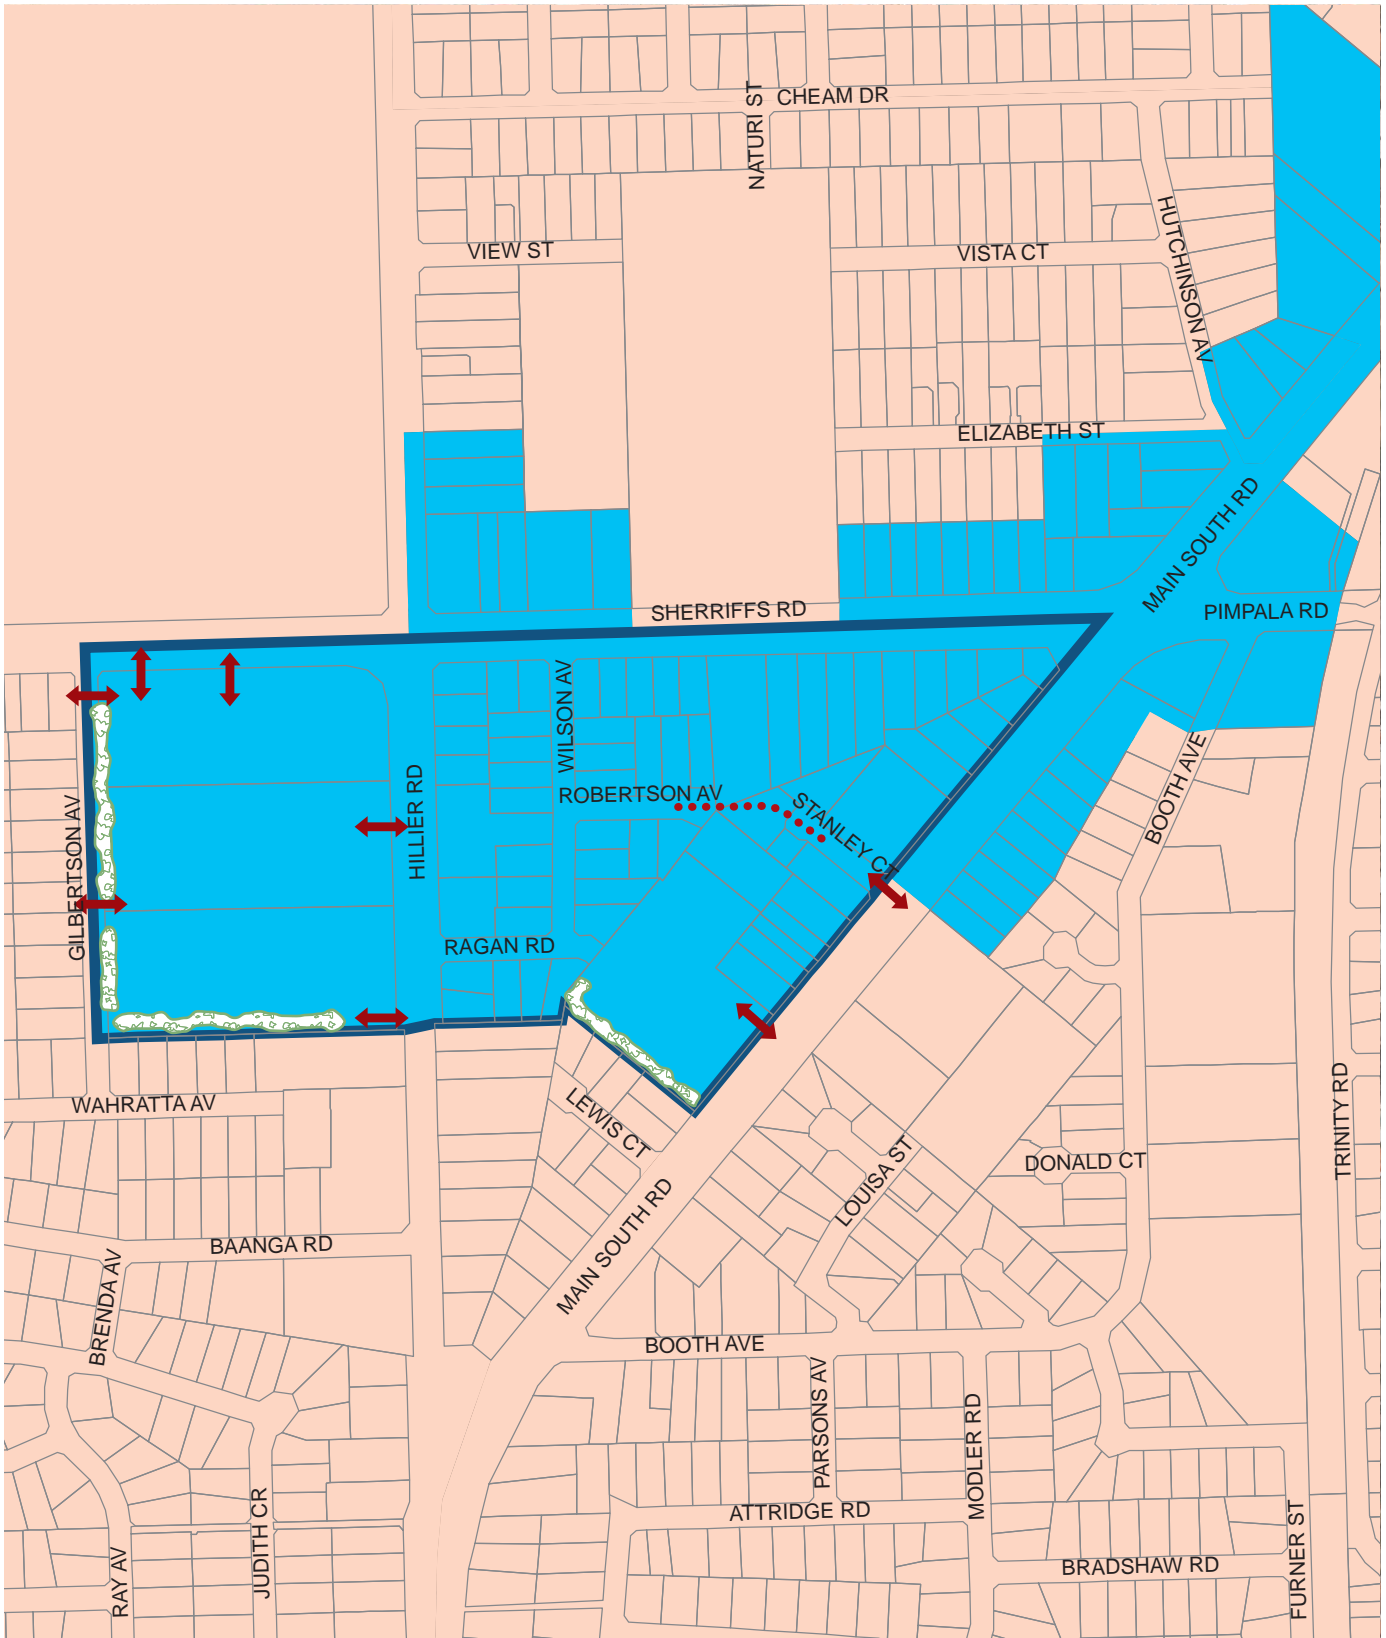 CHEAM DR
NATURI ST
HUTCHINSON AV
VIEW ST
VISTA CT
ELIZABETH ST
MAIN SOUTH RD
SHERRIFFS RD
PIMPALA RD
WILSON AV
BOOTH AVE
HILLIER RD
ROBERTSON AV
STANLEY CT
GILBERTSON AV
RAGAN RD
TRINITY RD
WAHRATTA AV
LEWIS CT
LOUISA ST
DONALD CT
MAIN SOUTH RD
BAANGA RD
BRENDA AV
BOOTH AVE
PARSONS AV
MODLER RD
JUDITH CR
ATTRIDGE RD
RAY AV
BRADSHAW RD
FURNER ST